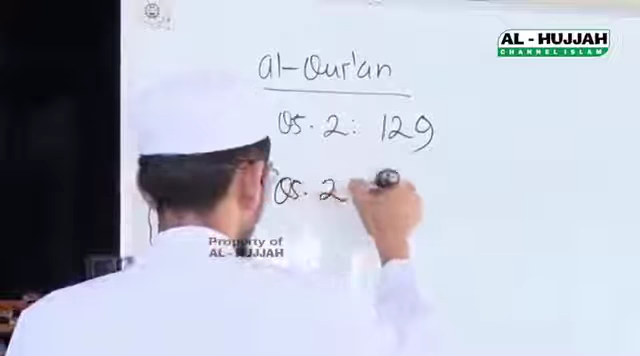 AL-HUJJAH
CHANNEL ISLAM
al-Qur'an
QS. 2: 129
QS. 2
Property of
AL-HUJJAH